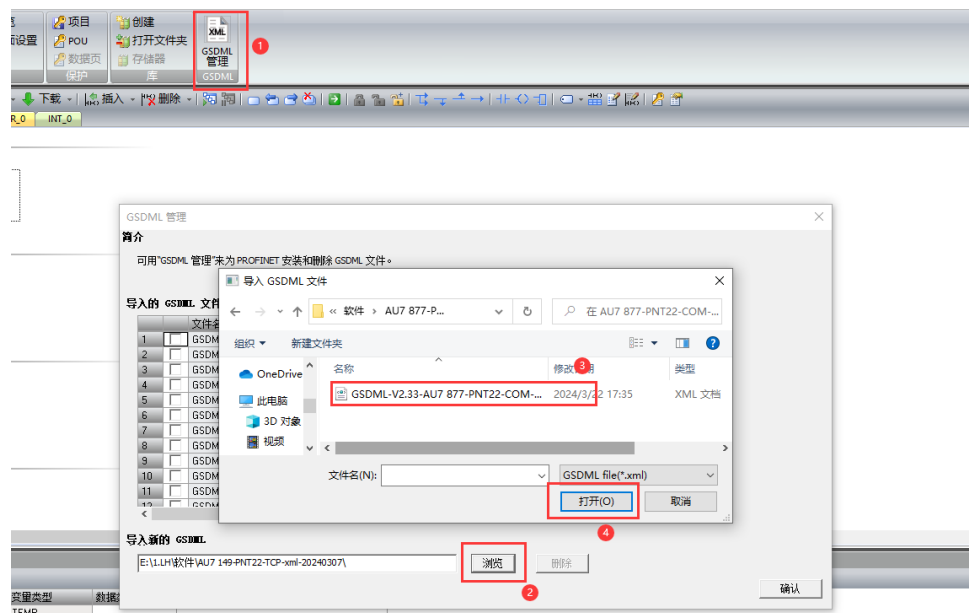 项目
创建
XML
置
POU
打开文件夹
GSDML
管理
1
数据页
存储器
保护
库
GSDML
下载
插入
删除
R_0
INT_0
GSDML 管理
简介
可用"GSDML 管理"来为 PROFINET 安装和删除 GSDML 文件。
导入 GSDML 文件
« 软件 › AU7 877-P...
在 AU7 877-PNT22-COM-...
导入的 GSDML 文件
组织
新建文件夹
OneDrive
此电脑
3D 对象
视频
名称
修改
3
类型
GSDML-V2.33-AU7 877-PNT22-COM-...
2024/3/22 17:35
XML 文档
1 GSDM
2 GSDM
3 GSDM
4 GSDM
5 GSDM
6 GSDM
7 GSDM
8 GSDM
9 GSDM
10 GSDM
11 GSDM
文件名(N):
GSDML file(*.xml)
打开(O)
取消
4
导入新的 GSDML
E:\1.LH\软件\AU7 149-PNT22-TCP-xml-20240307\
浏览
删除
2
确认
变量类型
数据
TEMP